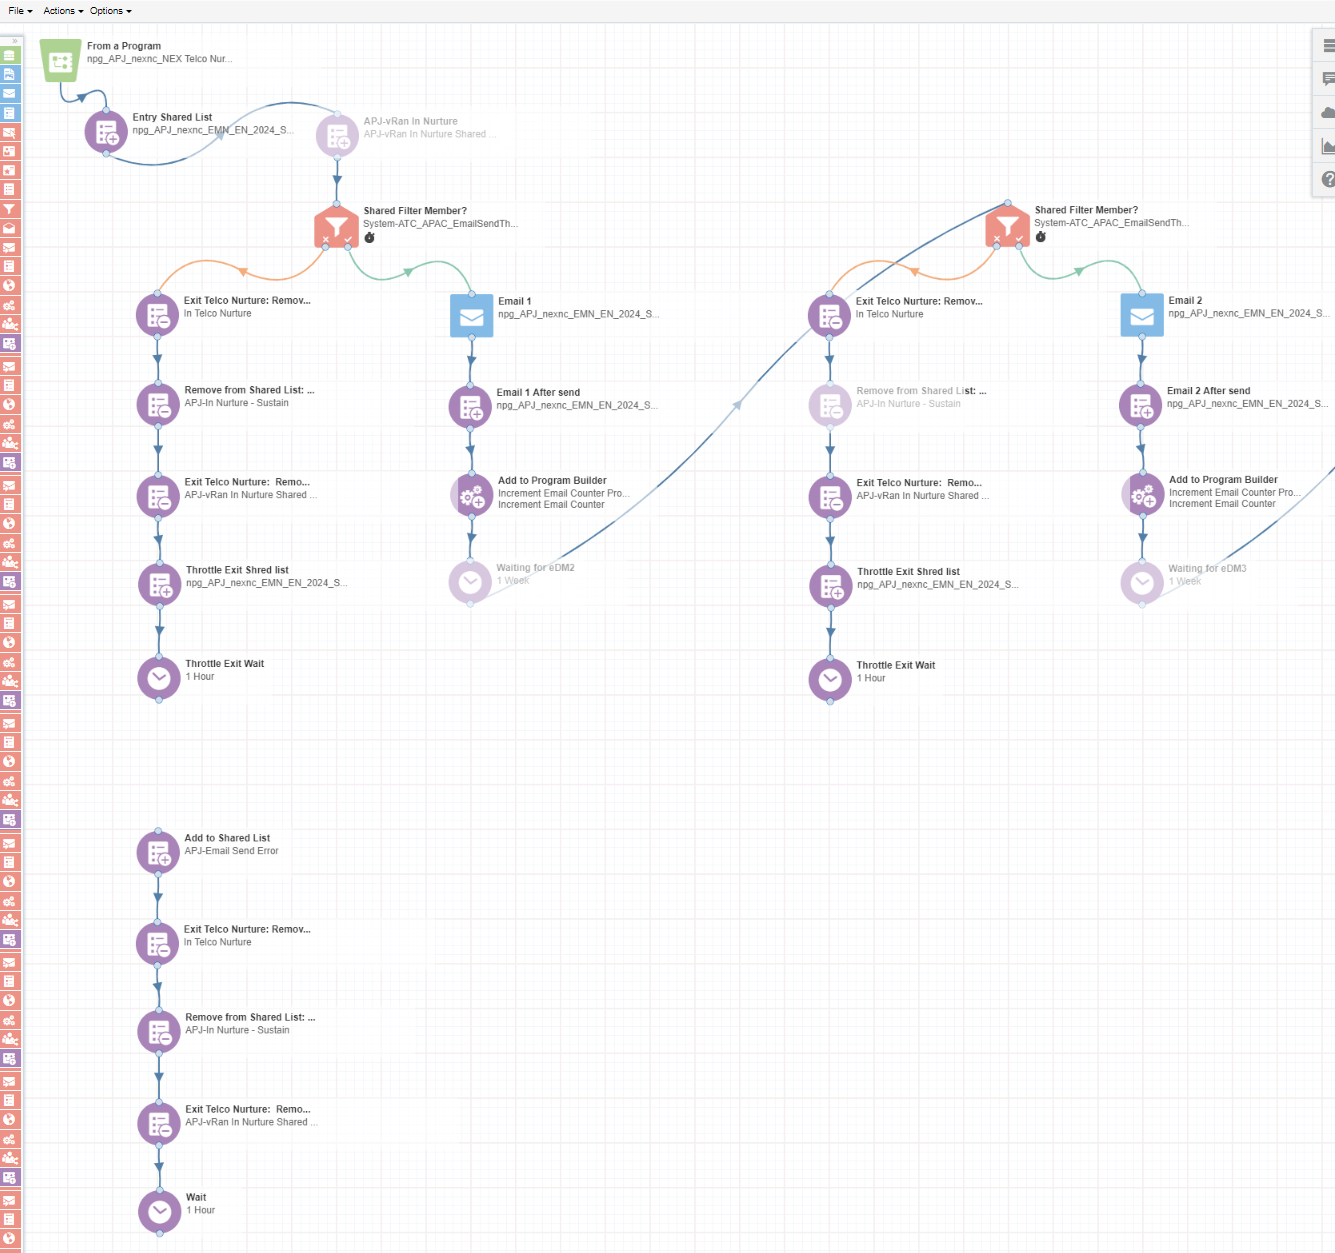 File Actions Options
From a Program
npg_APJ_nexnc_NEX Telco Nur...
Entry Shared List
npg_APJ_nexnc_EMN_EN_2024_S...
APJ-vRan In Nurture
APJ-vRan In Nurture Shared ...
Shared Filter Member?
System-ATC_APAC_EmailSendTh...
Exit Telco Nurture: Remov...
In Telco Nurture
Email 1
npg_APJ_nexnc_EMN_EN_2024_S...
Remove from Shared List: ...
APJ-In Nurture - Sustain
Email 1 After send
npg_APJ_nexnc_EMN_EN_2024_S...
Exit Telco Nurture: Remo...
APJ-vRan In Nurture Shared ...
Add to Program Builder
Increment Email Counter Pro...
Increment Email Counter
Throttle Exit Shred list
npg_APJ_nexnc_EMN_EN_2024_S...
Waiting for eDM2
1 Week
Throttle Exit Wait
1 Hour
Shared Filter Member?
System-ATC_APAC_EmailSendTh...
Exit Telco Nurture: Remov...
In Telco Nurture
Email 2
npg_APJ_nexnc_EMN_EN_2024_S...
Remove from Shared List: ...
APJ-In Nurture - Sustain
Email 2 After send
npg_APJ_nexnc_EMN_EN_2024_S...
Exit Telco Nurture: Remo...
APJ-vRan In Nurture Shared ...
Add to Program Builder
Increment Email Counter Pro...
Increment Email Counter
Throttle Exit Shred list
npg_APJ_nexnc_EMN_EN_2024_S...
Waiting for eDM3
1 Week
Throttle Exit Wait
1 Hour
Add to Shared List
APJ-Email Send Error
Exit Telco Nurture: Remov...
In Telco Nurture
Remove from Shared List: ...
APJ-In Nurture - Sustain
Exit Telco Nurture: Remo...
APJ-vRan In Nurture Shared ...
Wait
1 Hour